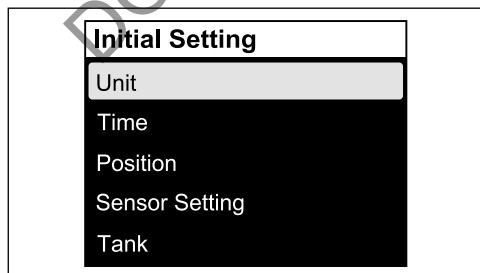 Initial Setting
Unit
Time
Position
Sensor Setting
Tank